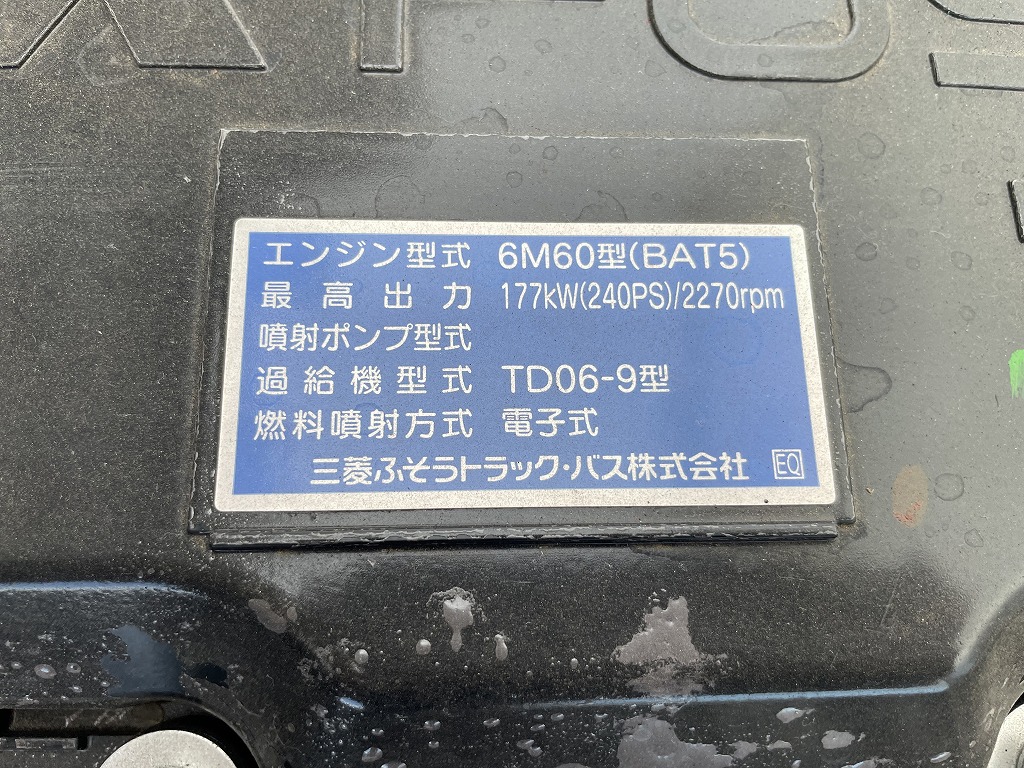 エンジン型式 6M60型(BAT5)
最高出力 177kW(240PS)/2270rpm
噴射ポンプ型式
過給機型式 TD06-9型
燃料噴射方式 電子式
三菱ふそうトラック・バス株式会社 EQ